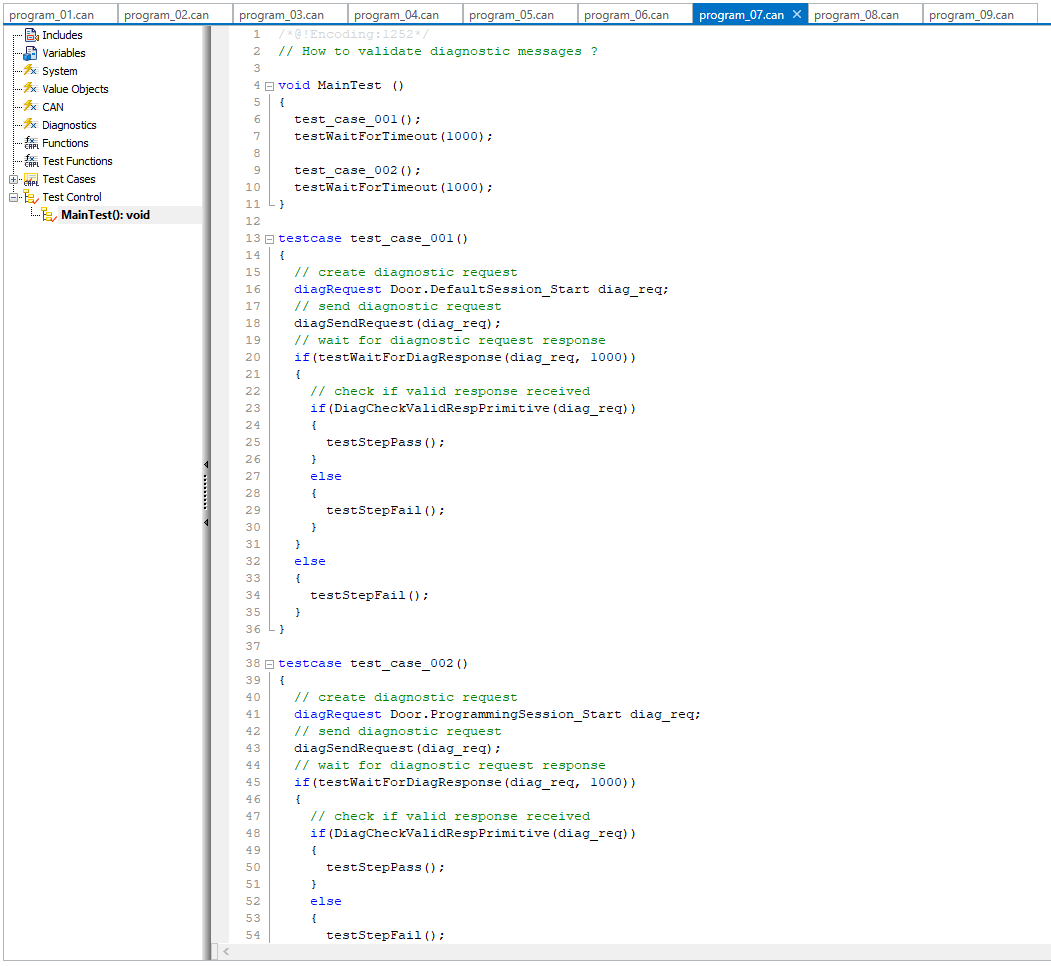 program_01.can program_02.can program_03.can program_04.can program_05.can program_06.can program_07.can program_08.can program_09.can
Includes
Variables
System
Value Objects
CAN
Diagnostics
Functions
Test Functions
Test Cases
Test Control
MainTest(): void
1 /*@!Encoding:1252*/
2 // How to validate diagnostic messages ?
3
4 void MainTest ()
5 {
6   test_case_001();
7   testWaitForTimeout(1000);
8
9   test_case_002();
10   testWaitForTimeout(1000);
11 }
12
13 testcase test_case_001()
14 {
15   // create diagnostic request
16   diagRequest Door.DefaultSession_Start diag_req;
17   // send diagnostic request
18   diagSendRequest(diag_req);
19   // wait for diagnostic request response
20   if(testWaitForDiagResponse(diag_req, 1000))
21   {
22     // check if valid response received
23     if(DiagCheckValidRespPrimitive(diag_req))
24     {
25       testStepPass();
26     }
27     else
28     {
29       testStepFail();
30     }
31   }
32   else
33   {
34     testStepFail();
35   }
36 }
37
38 testcase test_case_002()
39 {
40   // create diagnostic request
41   diagRequest Door.ProgrammingSession_Start diag_req;
42   // send diagnostic request
43   diagSendRequest(diag_req);
44   // wait for diagnostic request response
45   if(testWaitForDiagResponse(diag_req, 1000))
46   {
47     // check if valid response received
48     if(DiagCheckValidRespPrimitive(diag_req))
49     {
50       testStepPass();
51     }
52     else
53     {
54       testStepFail();